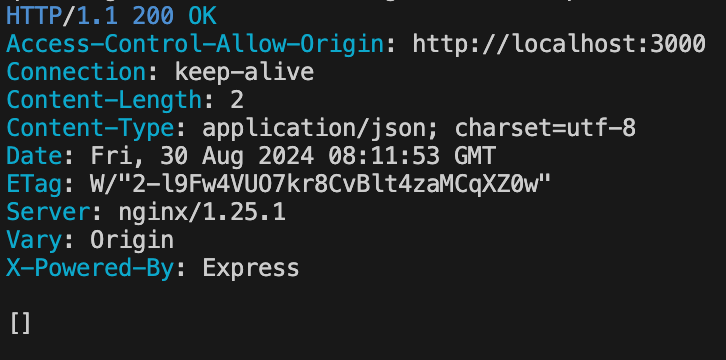 HTTP/1.1 200 OK
Access-Control-Allow-Origin: http://localhost:3000
Connection: keep-alive
Content-Length: 2
Content-Type: application/json; charset=utf-8
Date: Fri, 30 Aug 2024 08:11:53 GMT
ETag: W/"2-l9Fw4VUO7kr8CvBlt4zaMCqXZ0w"
Server: nginx/1.25.1
Vary: Origin
X-Powered-By: Express
[]